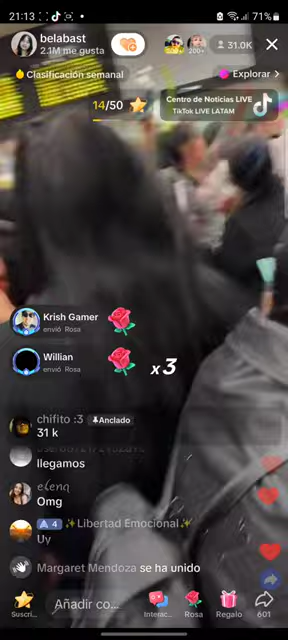 21:13
71%
belabast
2.1M me gusta
200+
31.0K
Clasificación semanal
Explorar >
14/50
Centro de Noticias LIVE
TikTok LIVE LATAM
Krish Gamer
envió Rosa
Willian
envió Rosa
x3
chifito :3
Anclado
31 k
llegamos
elena
Omg
4 ✨Libertad Emocional✨
Uy
Margaret Mendoza se ha unido
Suscri...
Añadir co...
Interac...
Rosa
Regalo
601